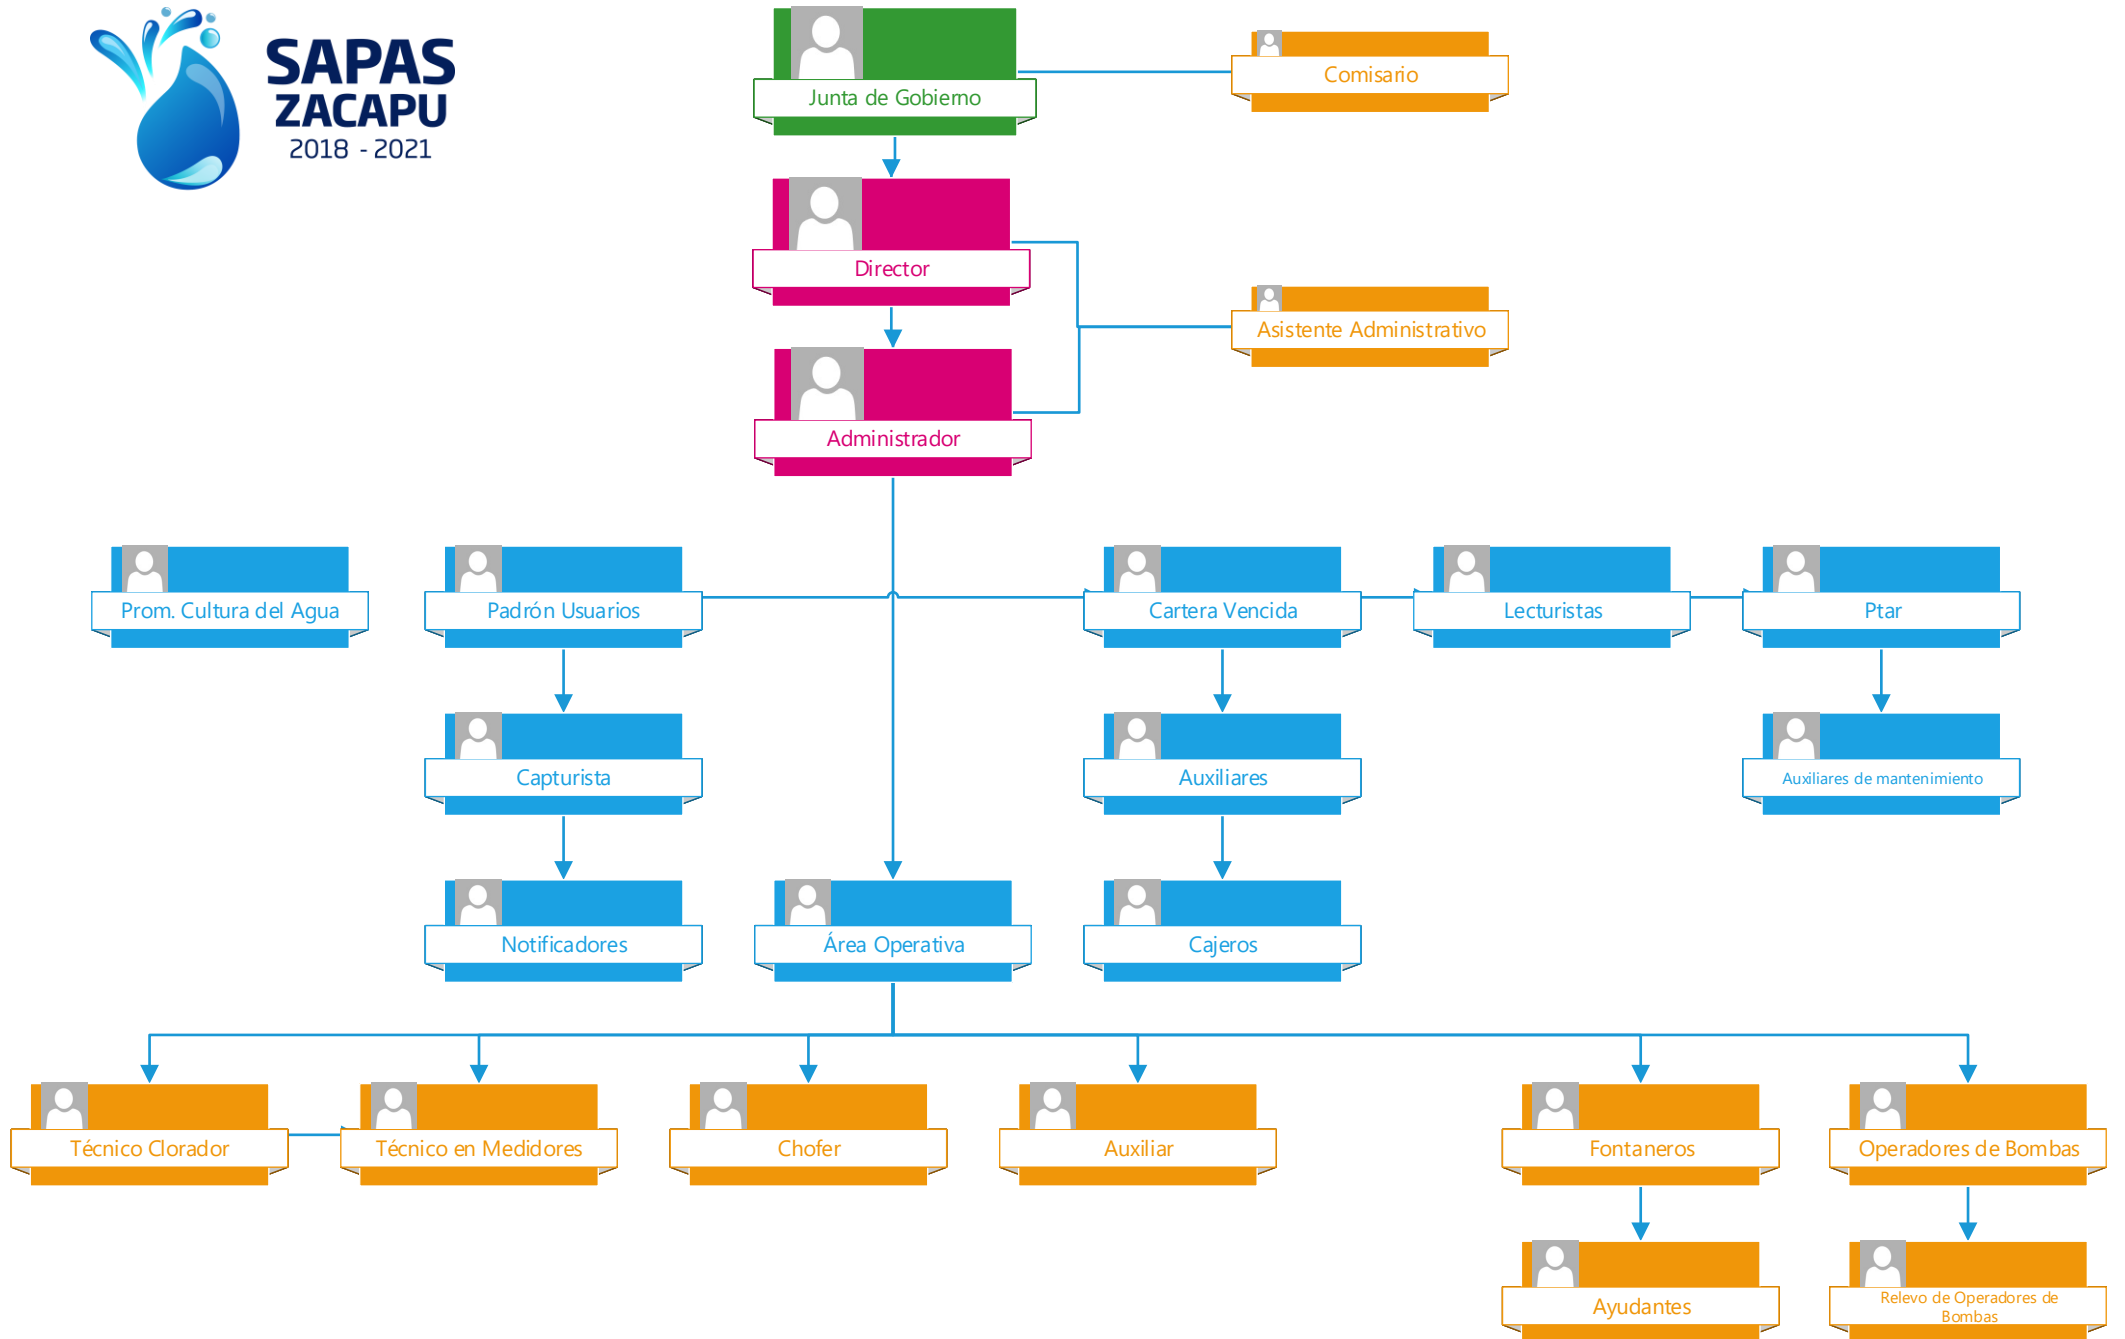 SAPAS
ZACAPU
2018 - 2021
Junta de Gobierno
Comisario
Director
Asistente Administrativo
Administrador
Prom. Cultura del Agua
Padrón Usuarios
Cartera Vencida
Lecturistas
Ptar
Capturista
Auxiliares
Auxiliares de mantenimiento
Notificadores
Área Operativa
Cajeros
Técnico Clorador
Técnico en Medidores
Chofer
Auxiliar
Fontaneros
Operadores de Bombas
Ayudantes
Relevo de Operadores de
Bombas